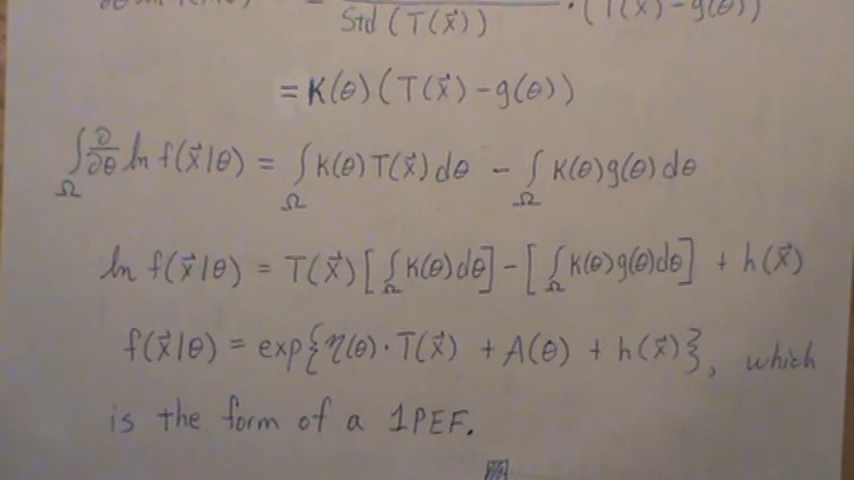 Std (T(x⃗)) · (T(x⃗) − g(θ))
= K(θ) (T(x⃗) − g(θ))
∫_Ω ∂/∂θ ln f(x⃗|θ) = ∫_Ω K(θ) T(x⃗) dθ − ∫_Ω K(θ)g(θ) dθ
ln f(x⃗|θ) = T(x⃗) [∫_Ω K(θ)dθ] − [∫_Ω K(θ)g(θ)dθ] + h(x⃗)
f(x⃗|θ) = exp{η(θ)·T(x⃗) + A(θ) + h(x⃗)}, which
is the form of a 1PEF.